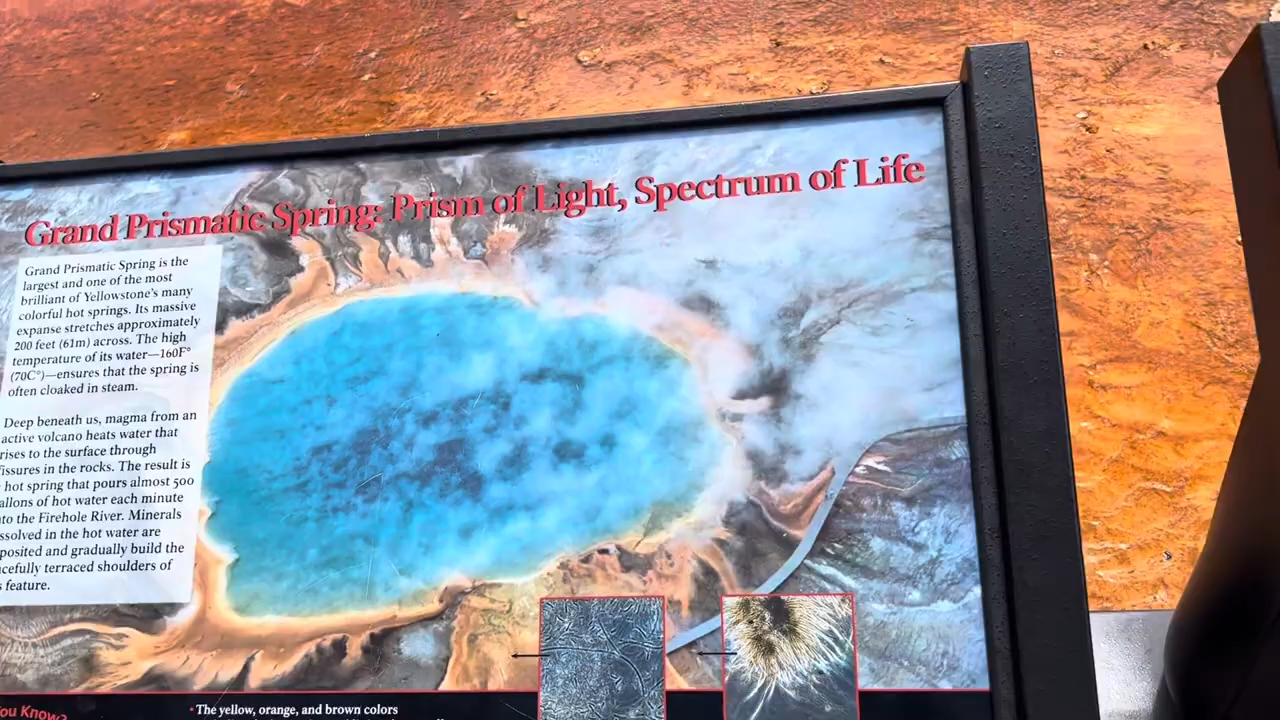 Grand Prismatic Spring: Prism of Light, Spectrum of Life
Grand Prismatic Spring is the
largest and one of the most
brilliant of Yellowstone's many
colorful hot springs. Its massive
expanse stretches approximately
200 feet (61m) across. The high
temperature of its water—160F°
(70C°)—ensures that the spring is
often cloaked in steam.
Deep beneath us, magma from an
active volcano heats water that
rises to the surface through
fissures in the rocks. The result is
hot spring that pours almost 500
allons of hot water each minute
to the Firehole River. Minerals
ssolved in the hot water are
posited and gradually build the
cefully terraced shoulders of
s feature.
You Know?
• The yellow, orange, and brown colors